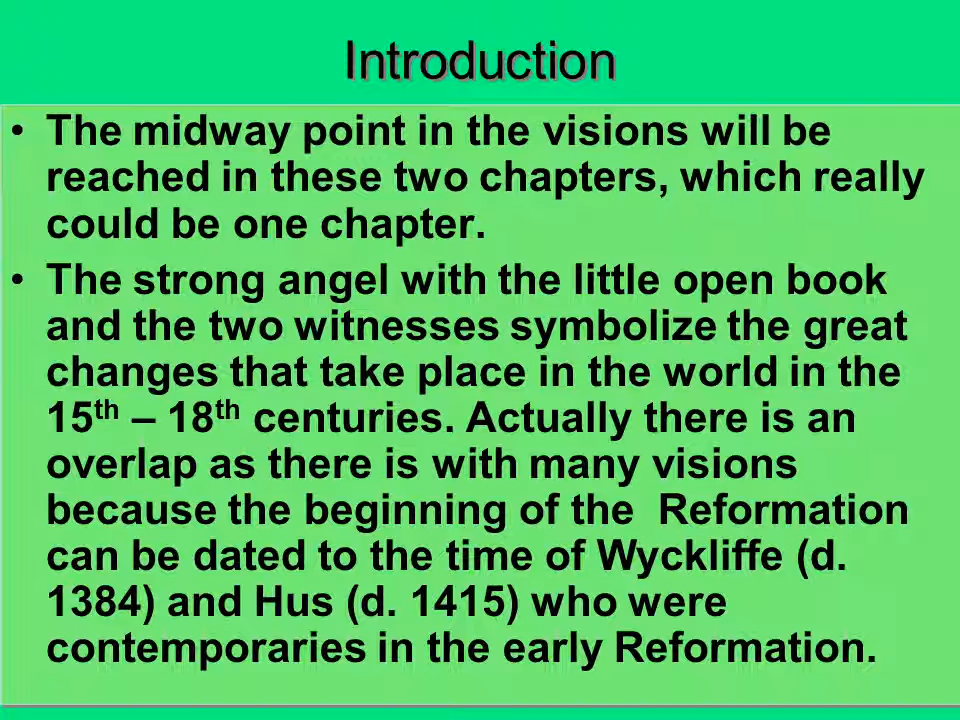 Introduction
• The midway point in the visions will be
reached in these two chapters, which really
could be one chapter.
• The strong angel with the little open book
and the two witnesses symbolize the great
changes that take place in the world in the
15th – 18th centuries. Actually there is an
overlap as there is with many visions
because the beginning of the  Reformation
can be dated to the time of Wyckliffe (d.
1384) and Hus (d. 1415) who were
contemporaries in the early Reformation.